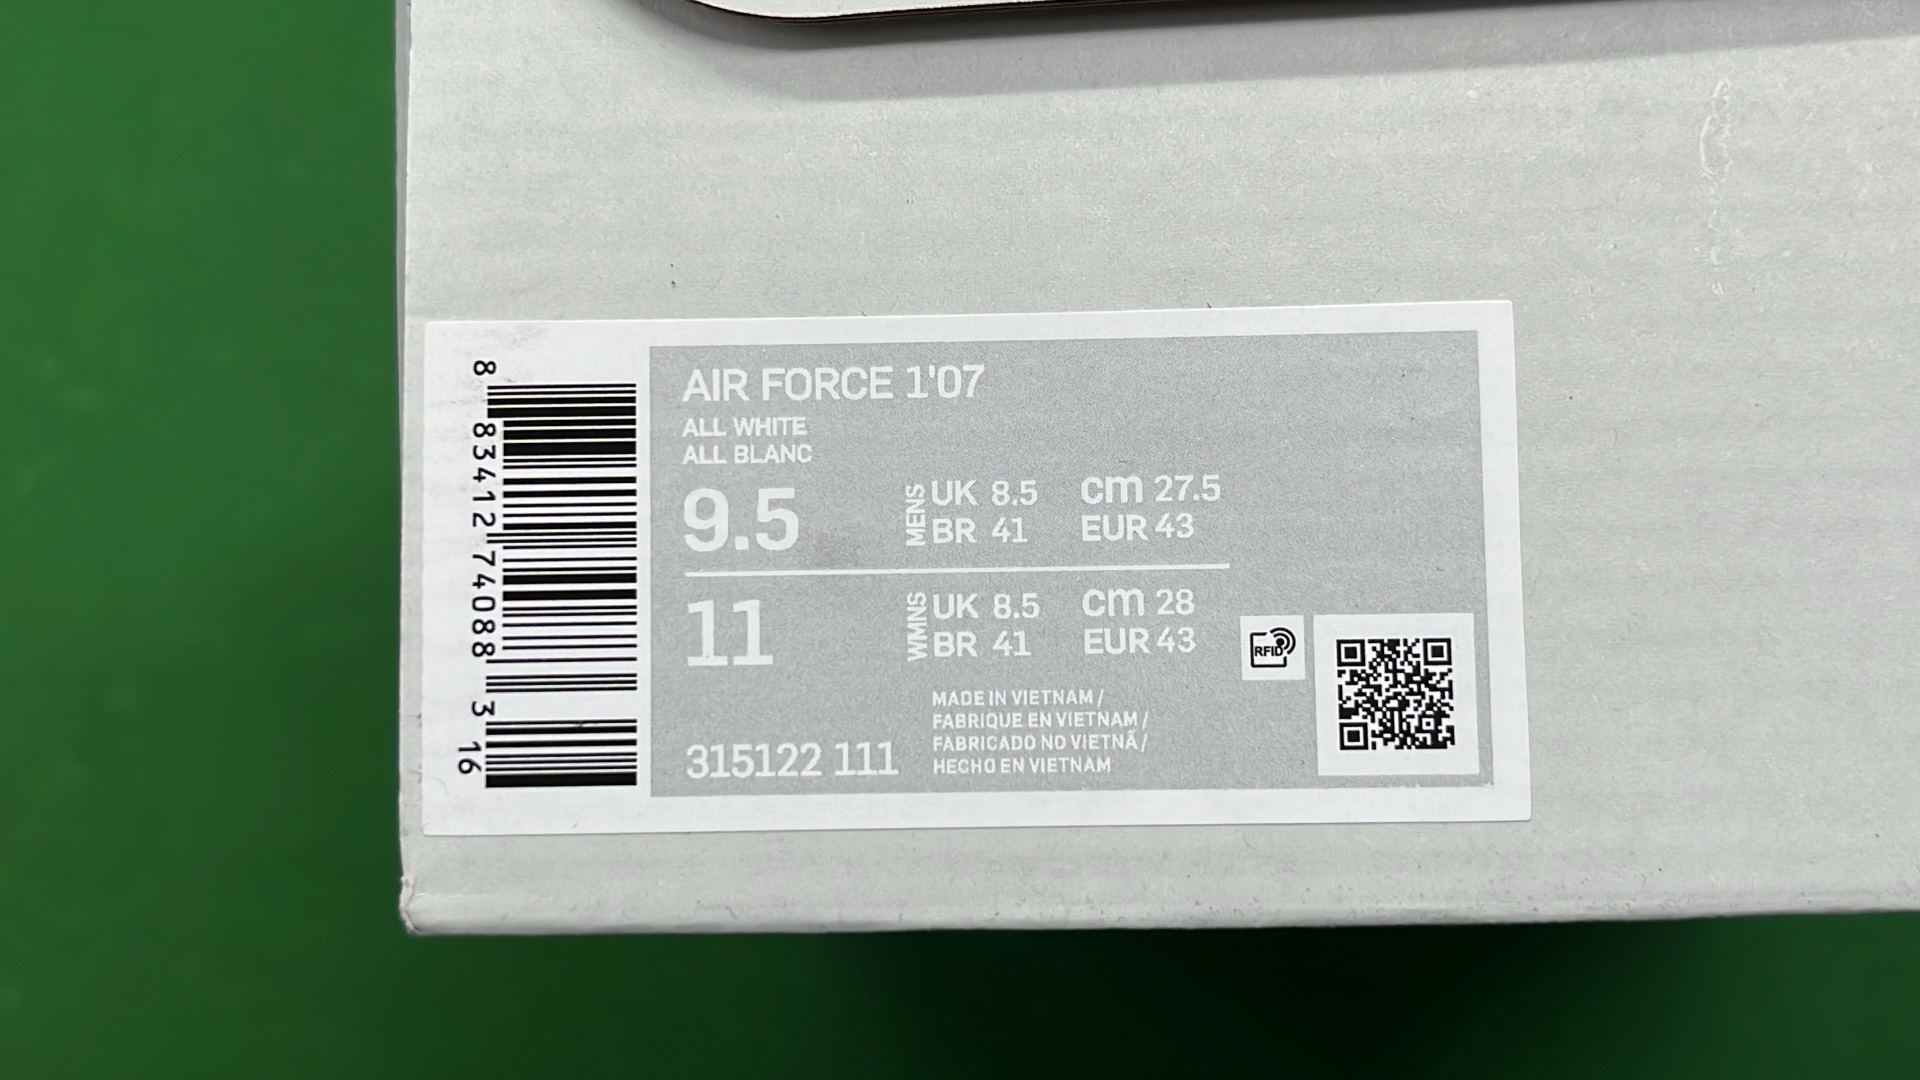 8 83412 74088 3 16
AIR FORCE 1'07
ALL WHITE
ALL BLANC
9.5 MENS UK 8.5 cm 27.5
BR 41 EUR 43
11 WMNS UK 8.5 cm 28
BR 41 EUR 43
RFID
MADE IN VIETNAM /
FABRIQUE EN VIETNAM /
FABRICADO NO VIETNÃ /
HECHO EN VIETNAM
315122 111